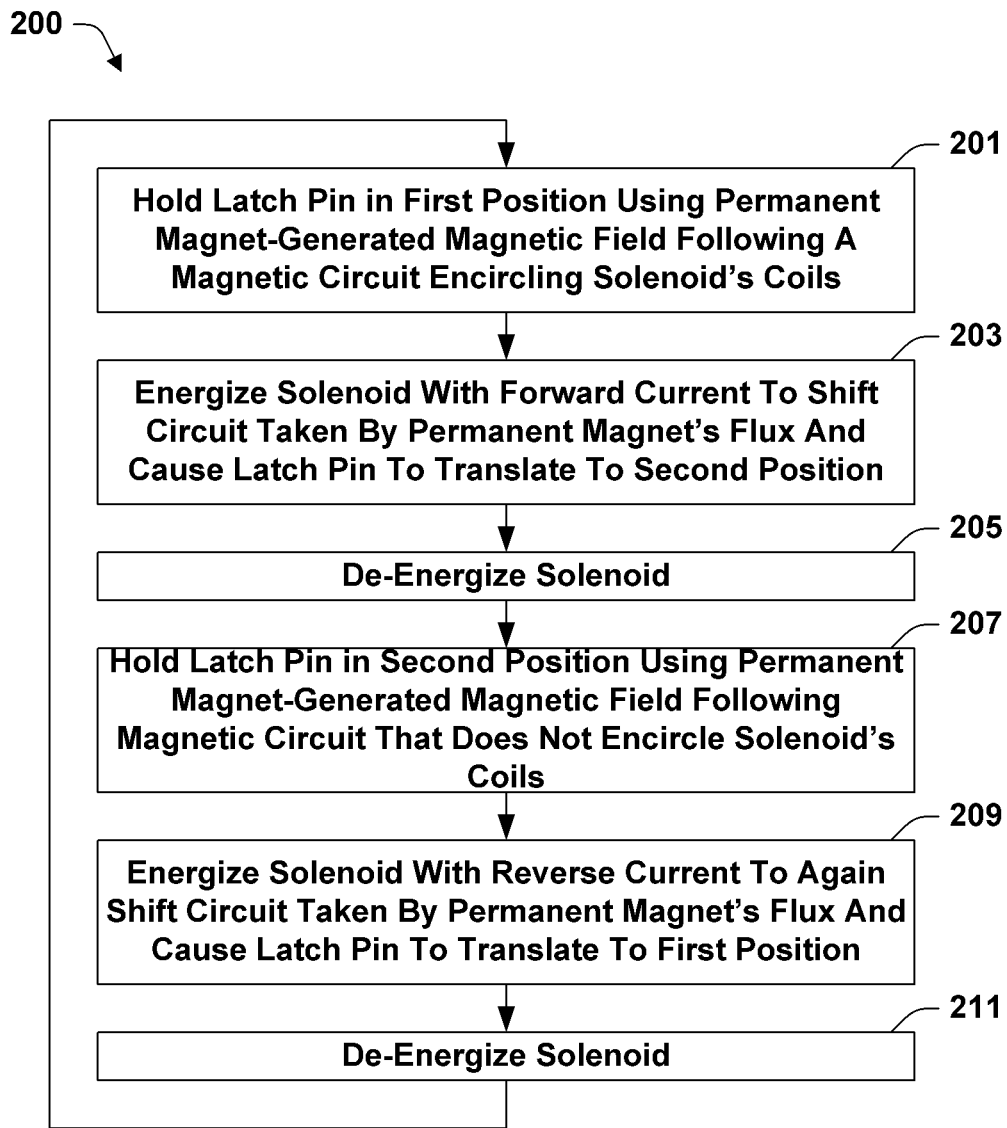 200
201
Hold Latch Pin in First Position Using Permanent
Magnet-Generated Magnetic Field Following A
Magnetic Circuit Encircling Solenoid's Coils
203
Energize Solenoid With Forward Current To Shift
Circuit Taken By Permanent Magnet's Flux And
Cause Latch Pin To Translate To Second Position
205
De-Energize Solenoid
207
Hold Latch Pin in Second Position Using Permanent
Magnet-Generated Magnetic Field Following
Magnetic Circuit That Does Not Encircle Solenoid's
Coils
209
Energize Solenoid With Reverse Current To Again
Shift Circuit Taken By Permanent Magnet's Flux And
Cause Latch Pin To Translate To First Position
211
De-Energize Solenoid